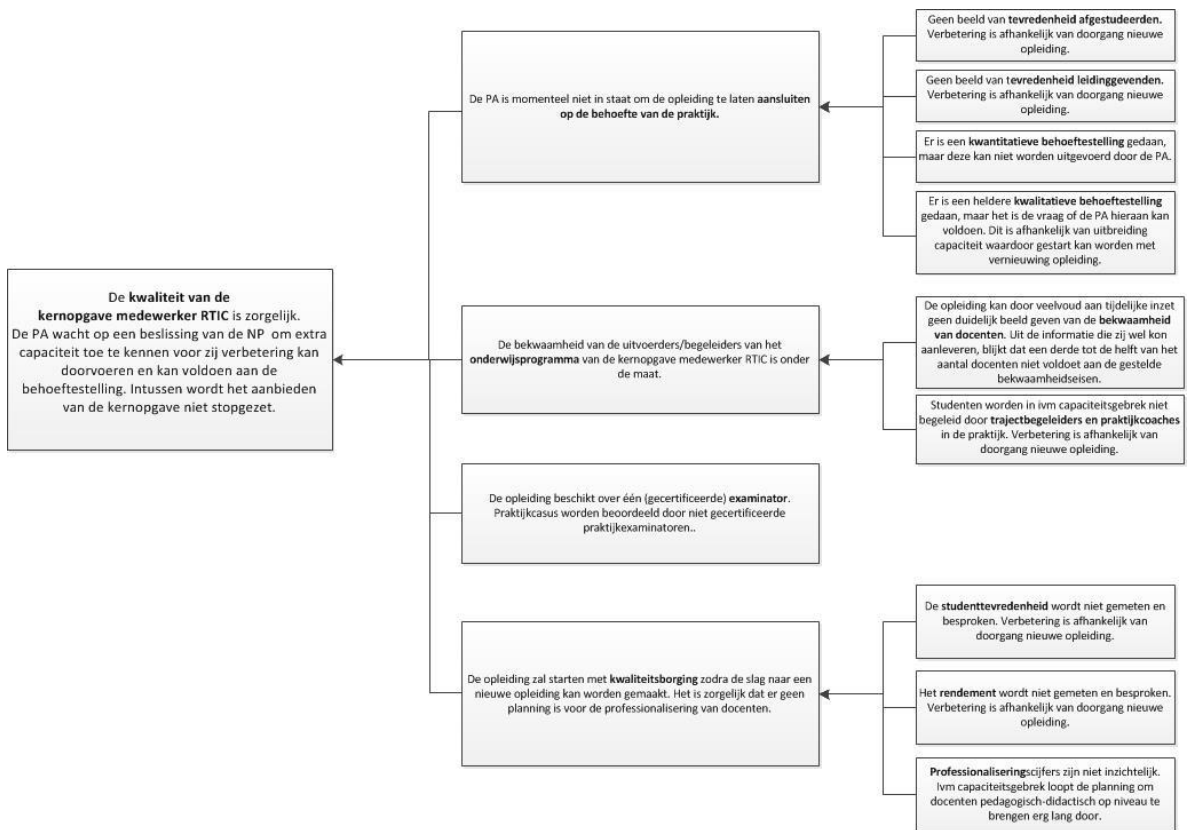 De kwaliteit van de
kernopgave medewerker RTIC is zorgelijk.
De PA wacht op een beslissing van de NP om extra
capaciteit toe te kennen voor zij verbetering kan
doorvoeren en kan voldoen aan de
behoeftestelling. Intussen wordt het aanbieden
van de kernopgave niet stopgezet.
De PA is momenteel niet in staat om de opleiding te laten aansluiten
op de behoefte van de praktijk.
Geen beeld van tevredenheid afgestudeerden.
Verbetering is afhankelijk van doorgang nieuwe
opleiding.
Geen beeld van tevredenheid leidinggevenden.
Verbetering is afhankelijk van doorgang nieuwe
opleiding.
Er is een kwantitatieve behoeftestelling gedaan,
maar deze kan niet worden uitgevoerd door de PA.
Er is een heldere kwalitatieve behoeftestelling
gedaan, maar het is de vraag of de PA hieraan kan
voldoen. Dit is afhankelijk van uitbreiding
capaciteit waardoor gestart kan worden met
vernieuwing opleiding.
De bekwaamheid van de uitvoerders/begeleiders van het
onderwijsprogramma van de kernopgave medewerker RTIC is onder
de maat.
De opleiding kan door veelvoud aan tijdelijke inzet
geen duidelijk beeld geven van de bekwaamheid
van docenten. Uit de informatie die zij wel kon
aanleveren, blijkt dat een derde tot de helft van het
aantal docenten niet voldoet aan de gestelde
bekwaamheidseisen.
Studenten worden in ivm capaciteitsgebrek niet
begeleid door trajectbegeleiders en praktijkcoaches
in de praktijk. Verbetering is afhankelijk van
doorgang nieuwe opleiding.
De opleiding beschikt over één (gecertificeerde) examinator.
Praktijkcasus worden beoordeeld door niet gecertificeerde
praktijkexaminatoren..
De opleiding zal starten met kwaliteitsborging zodra de slag naar een
nieuwe opleiding kan worden gemaakt. Het is zorgelijk dat er geen
planning is voor de professionalisering van docenten.
De studenttevredenheid wordt niet gemeten en
besproken. Verbetering is afhankelijk van
doorgang nieuwe opleiding.
Het rendement wordt niet gemeten en besproken.
Verbetering is afhankelijk van doorgang nieuwe
opleiding.
Professionaliseringscijfers zijn niet inzichtelijk.
Ivm capaciteitsgebrek loopt de planning om
docenten pedagogisch-didactisch op niveau te
brengen erg lang door.